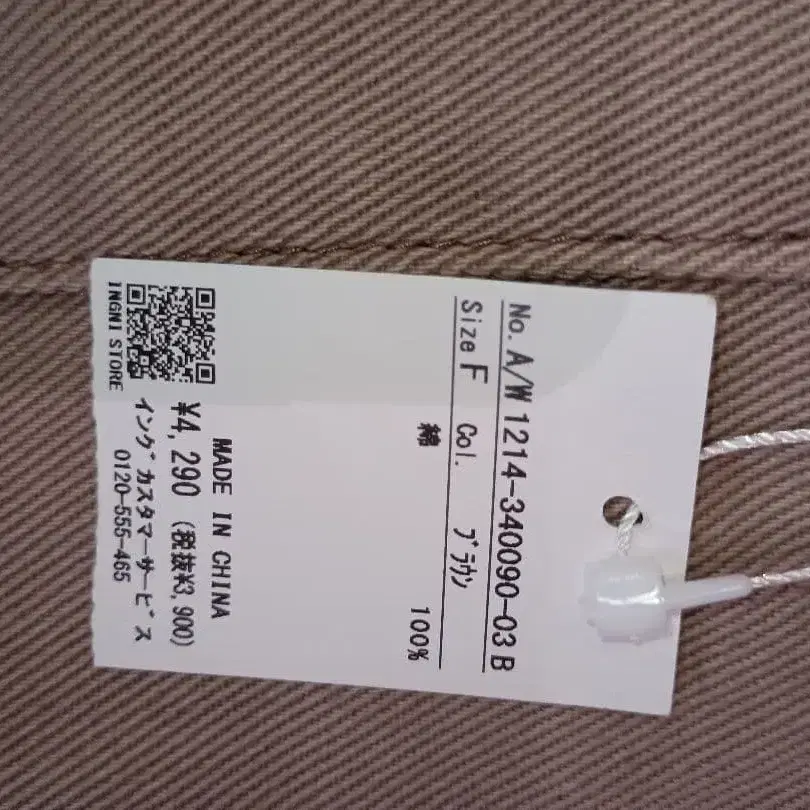 No. A/W 1214-340090-03 B
Size F Col. ﾌﾞﾗｳﾝ
綿 100%
MADE IN CHINA
¥4,290 (税抜¥3,900)
イングカスタマーサービス
0120-555-465
INGNI STORE